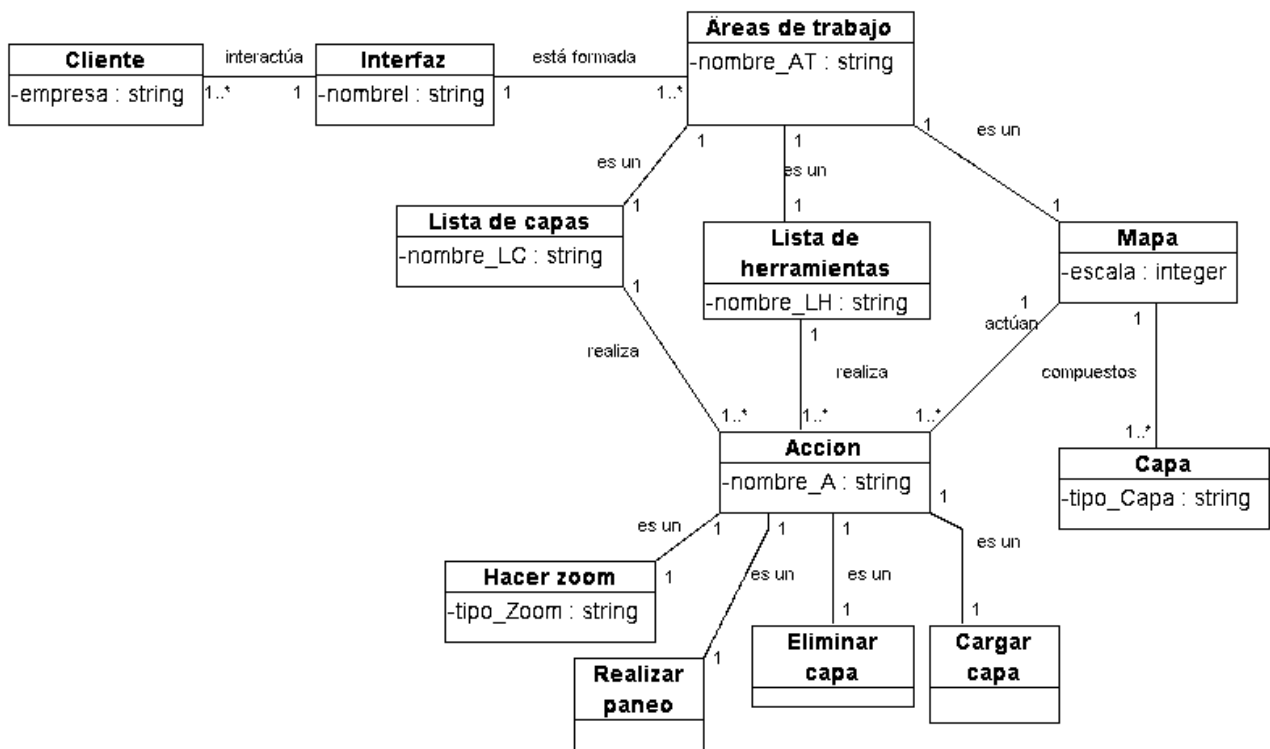 Äreas de trabajo
-nombre_AT : string
Cliente
-empresa : string
interactúa
1..*
1
Interfaz
-nombreI : string
está formada
1
1..*
1
es un
1
1
es un
1
1
es un
1
Lista de capas
-nombre_LC : string
Lista de
herramientas
-nombre_LH : string
Mapa
-escala : integer
1
realiza
1..*
1
realiza
1..*
1
actúan
1..*
1
compuestos
1..*
Accion
-nombre_A : string
Capa
-tipo_Capa : string
es un
1
1
1
es un
1
1
es un
1
1
es un
1
Hacer zoom
-tipo_Zoom : string
Realizar
paneo
Eliminar
capa
Cargar
capa